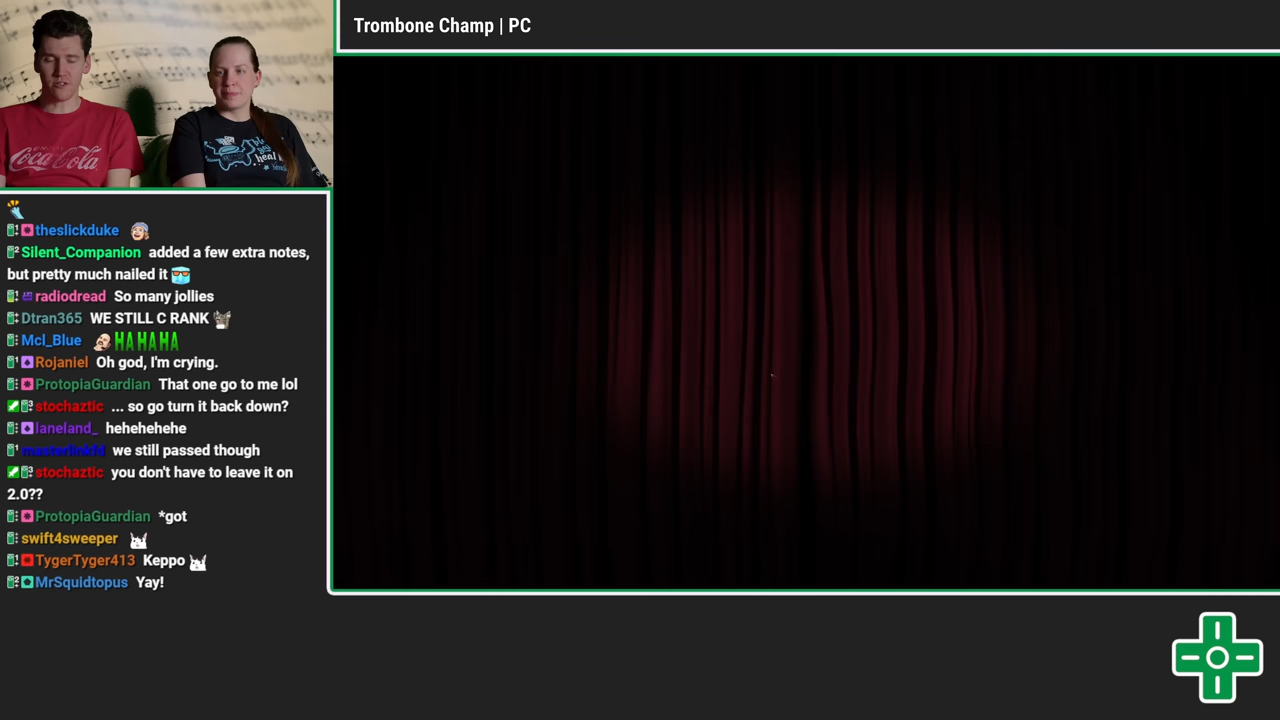 Trombone Champ | PC
Coca-Cola
theslickduke
Silent_Companion added a few extra notes,
but pretty much nailed it
radiodread So many jollies
Dtran365 WE STILL C RANK
Mcl_Blue HAHAHA
Rojaniel Oh god, I'm crying.
ProtopiaGuardian That one go to me lol
stochaztic ... so go turn it back down?
laneland_ hehehehehe
masterlinkfd we still passed though
stochaztic you don't have to leave it on
2.0??
ProtopiaGuardian *got
swift4sweeper
TygerTyger413 Keppo
MrSquidtopus Yay!